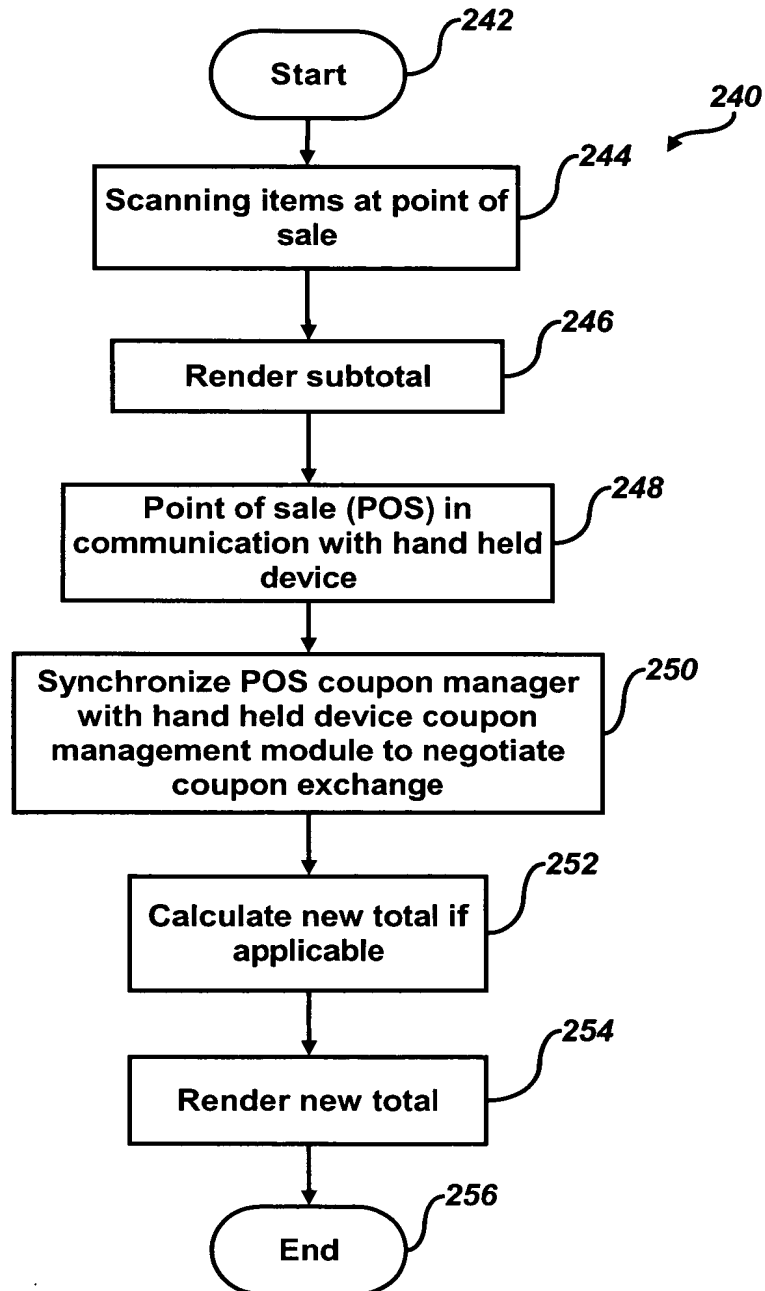 242
Start
240
244
Scanning items at point of
sale
246
Render subtotal
248
Point of sale (POS) in
communication with hand held
device
250
Synchronize POS coupon manager
with hand held device coupon
management module to negotiate
coupon exchange
252
Calculate new total if
applicable
254
Render new total
256
End